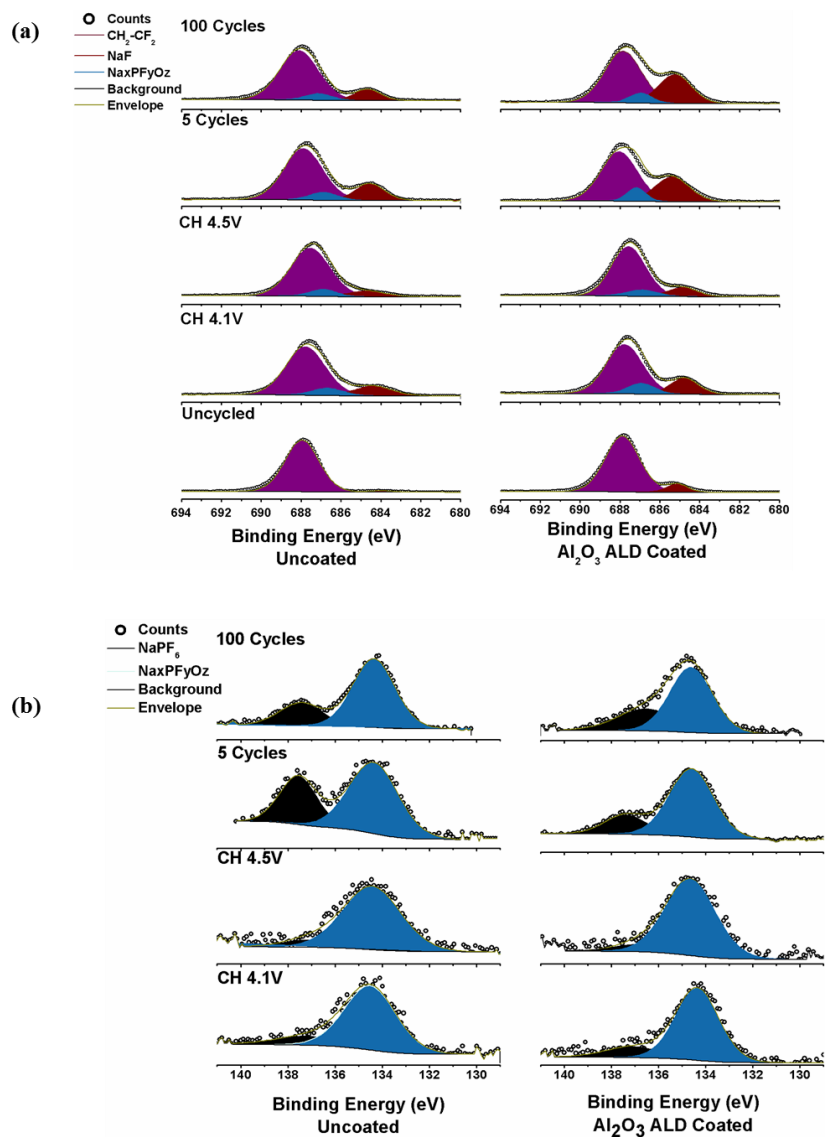 (a)
Counts
CH₂-CF₂
NaF
NaxPFyOz
Background
Envelope
100 Cycles
5 Cycles
CH 4.5V
CH 4.1V
Uncycled
694 692 690 688 686 684 682 680
694 692 690 688 686 684 682 680
Binding Energy (eV)
Uncoated
Binding Energy (eV)
Al₂O₃ ALD Coated
(b)
Counts
NaPF₆
NaxPFyOz
Background
Envelope
100 Cycles
5 Cycles
CH 4.5V
CH 4.1V
140 138 136 134 132 130
140 138 136 134 132 130
Binding Energy (eV)
Uncoated
Binding Energy (eV)
Al₂O₃ ALD Coated